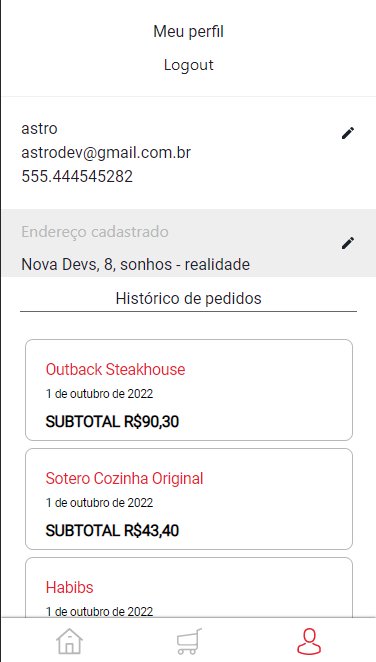 Meu perfil
Logout
astro
astrodev@gmail.com.br
555.444545282
Endereço cadastrado
Nova Devs, 8, sonhos - realidade
Histórico de pedidos
Outback Steakhouse
1 de outubro de 2022
SUBTOTAL R$90,30
Sotero Cozinha Original
1 de outubro de 2022
SUBTOTAL R$43,40
Habibs
1 de outubro de 2022